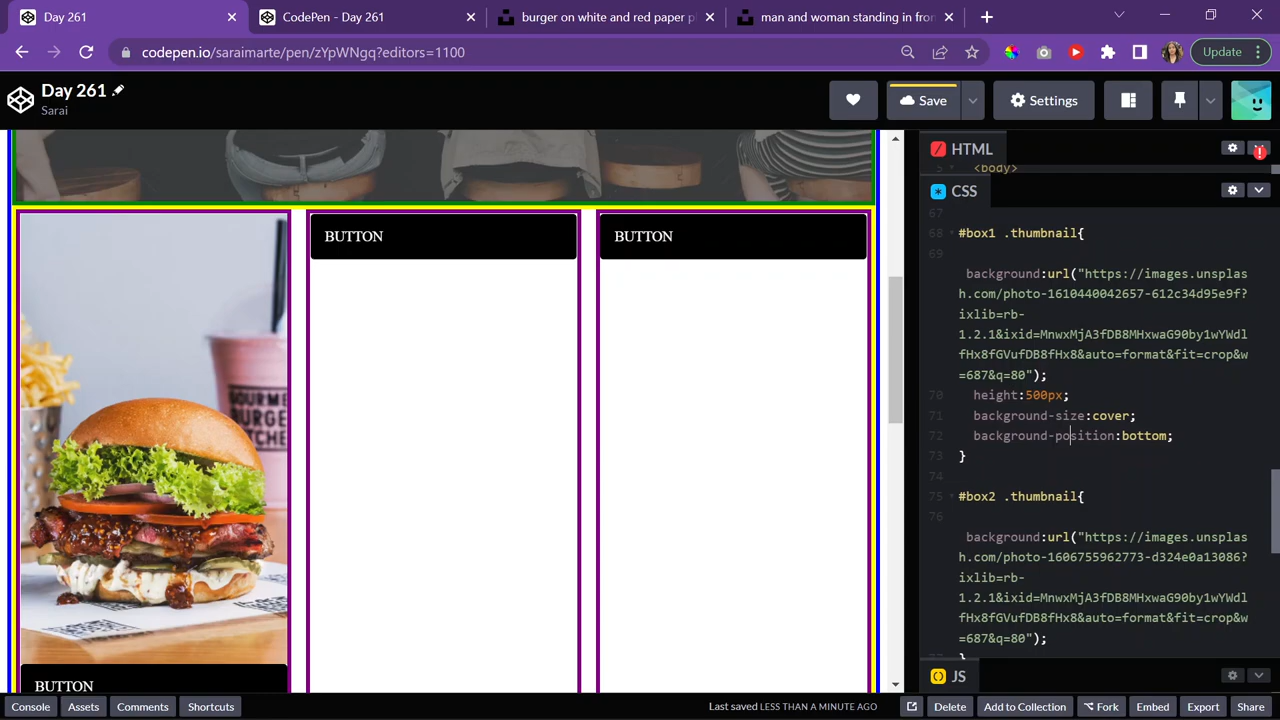 Day 261
CodePen - Day 261
burger on white and red paper p
man and woman standing in fron
codepen.io/saraimarte/pen/zYpWNgq?editors=1100
Update
Day 261
Sarai
Save
Settings
HTML
5 <body>
CSS
67
68 #box1 .thumbnail{
69
background:url("https://images.unsplas
h.com/photo-1610440042657-612c34d95e9f?
ixlib=rb-
1.2.1&ixid=MnwxMjA3fDB8MHxwaG90by1wYWdl
fHx8fGVufDB8fHx8&auto=format&fit=crop&w
=687&q=80");
70 height:500px;
71 background-size:cover;
72 background-position:bottom;
73 }
74
75 #box2 .thumbnail{
76
background:url("https://images.unsplas
h.com/photo-1606755962773-d324e0a13086?
ixlib=rb-
1.2.1&ixid=MnwxMjA3fDB8MHxwaG90by1wYWdl
fHx8fGVufDB8fHx8&auto=format&fit=crop&w
=687&q=80");
}
JS
BUTTON
BUTTON
GOURME
BURGER
BUTTON
Console
Assets
Comments
Shortcuts
Last saved LESS THAN A MINUTE AGO
Delete
Add to Collection
Fork
Embed
Export
Share